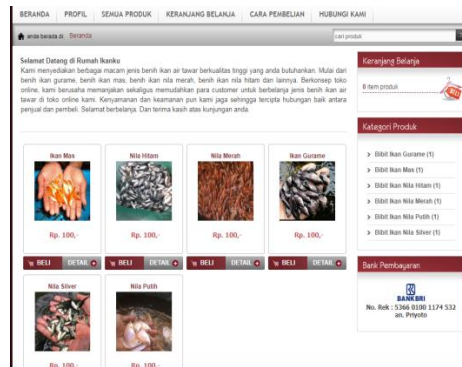 BERANDA PROFIL SEMUA PRODUK KERANJANG BELANJA CARA PEMBELIAN HUBUNGI KAMI
anda berada di: Beranda
cari produk
Selamat Datang di Rumah Ikanku
Kami menyediakan berbagai macam jenis benih ikan air tawar berkualitas tinggi yang anda butuhankan. Mulai dari
benih ikan gurame, benih ikan mas, benih ikan nila merah, benih ikan nila hitam dan lainnya. Berkonsep toko
online, kami berusaha memanjakan sekaligus memudahkan para customer untuk berbelanja jenis benih ikan air
tawar di toko online kami. Kenyamanan dan keamanan pun kami jaga sehingga tercipta hubungan baik antara
penjual dan pembeli. Selamat berbelanja. Dan terima kasih atas kunjungan anda.
Ikan Mas
Nila Hitam
Nila Merah
Ikan Gurame
Rp. 100,-
Rp. 100,-
Rp. 100,-
Rp. 100,-
BELI DETAIL
BELI DETAIL
BELI DETAIL
BELI DETAIL
Nila Silver
Nila Putih
Rp. 100,-
Rp. 100,-
Keranjang Belanja
0 item produk
BELI
Kategori Produk
Bibit Ikan Gurame (1)
Bibit Ikan Mas (1)
Bibit Ikan Nila Hitam (1)
Bibit Ikan Nila Merah (1)
Bibit Ikan Nila Putih (1)
Bibit Ikan Nila Silver (1)
Bank Pembayaran
BANK BRI
No. Rek : 5366 0100 1174 532
an. Priyoto